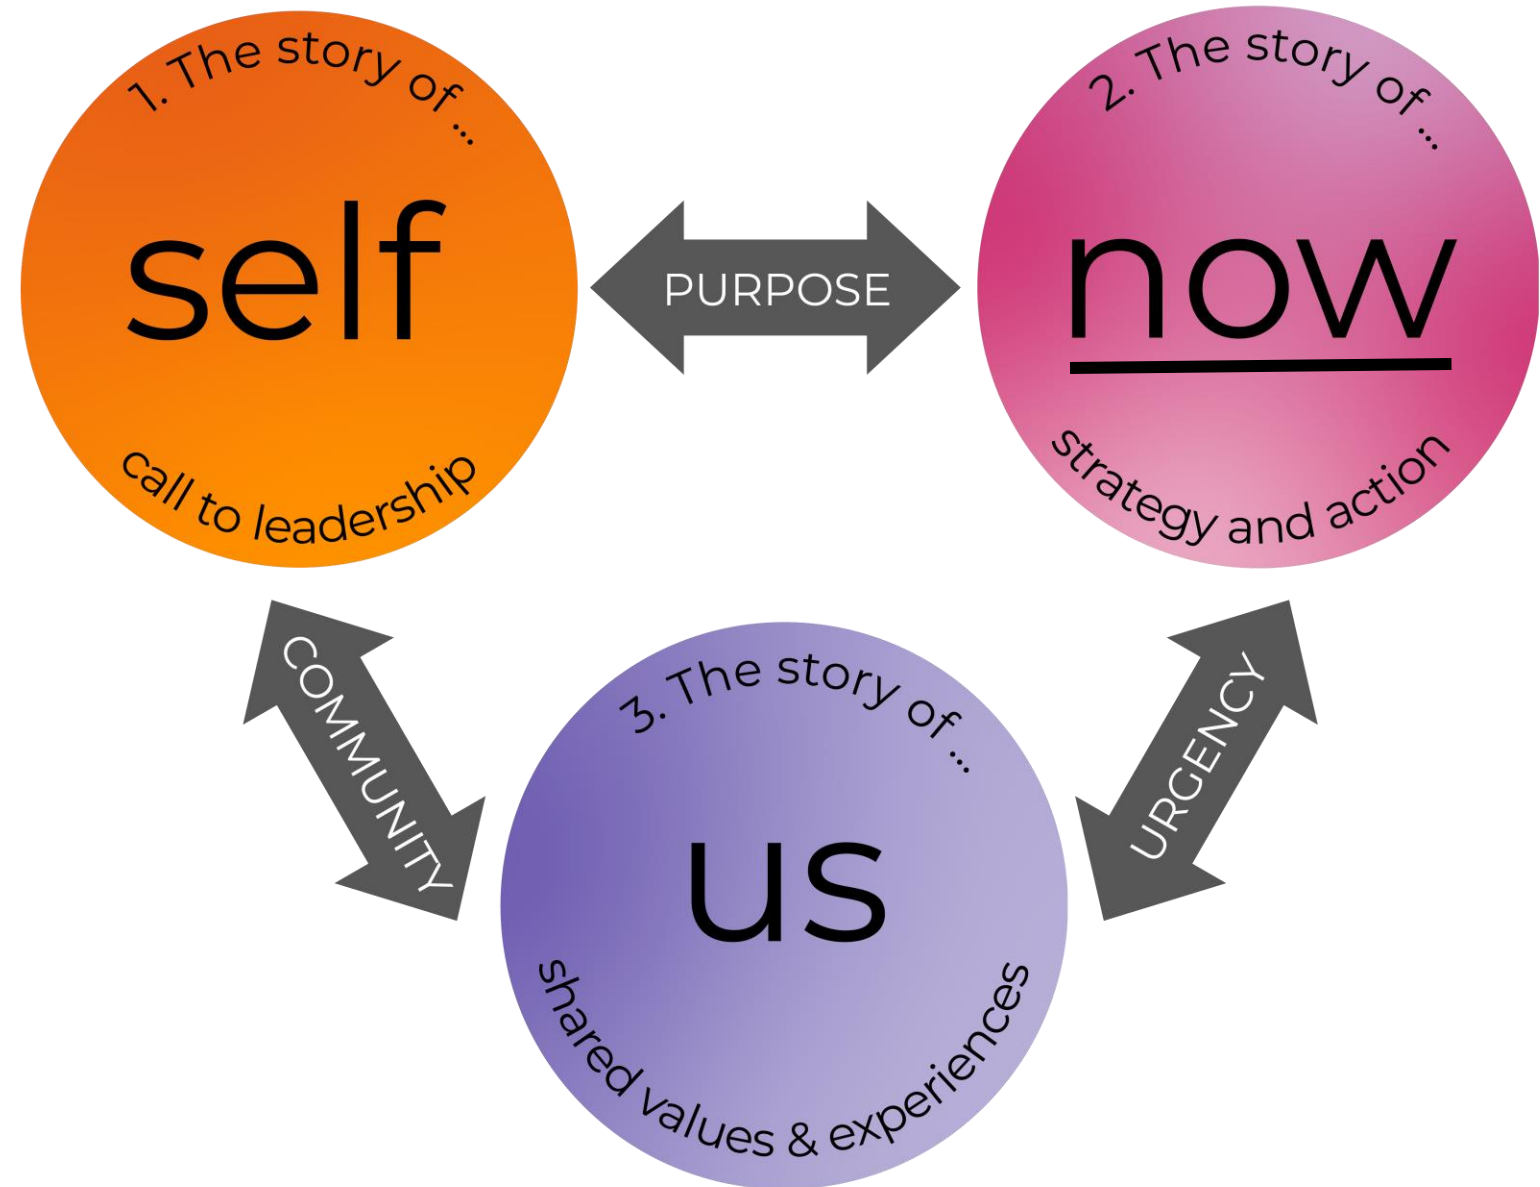 1. The story of ...
self
call to leadership
PURPOSE
2. The story of ...
now
strategy and action
COMMUNITY
URGENCY
3. The story of ...
us
shared values & experiences